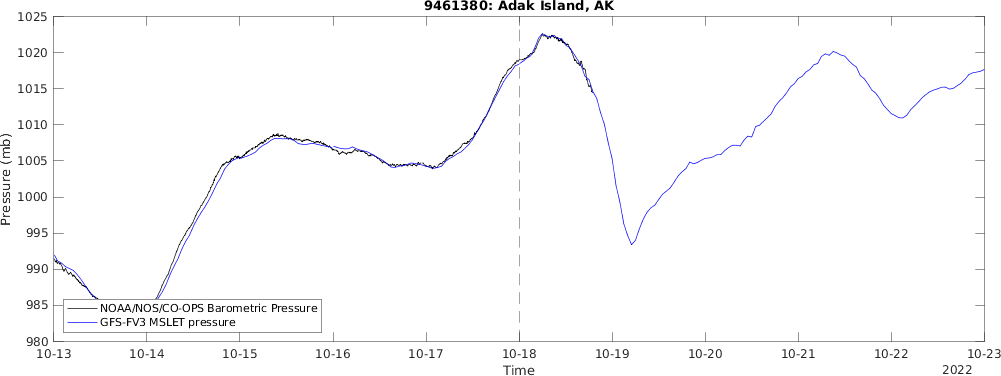 9461380: Adak Island, AK
Pressure (mb)
1025
1020
1015
1010
1005
1000
995
990
985
980
NOAA/NOS/CO-OPS Barometric Pressure
GFS-FV3 MSLET pressure
10-13 10-14 10-15 10-16 10-17 10-18 10-19 10-20 10-21 10-22 10-23
Time
2022